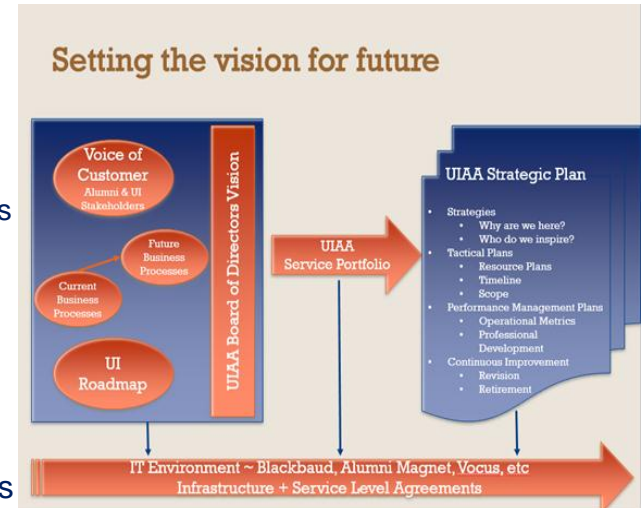 Setting the vision for future
s
Voice of
Customer
Alumni & UI
Stakeholders
Future
Business
Processes
Current
Business
Processes
UI
Roadmap
UIAA Board of Directors Vision
UIAA
Service Portfolio
UIAA Strategic Plan
• Strategies
• Why are we here?
• Who do we inspire?
• Tactical Plans
• Resource Plans
• Timeline
• Scope
• Performance Management Plans
• Operational Metrics
• Professional
Development
• Continuous Improvement
• Revision
• Retirement
s
IT Environment ~ Blackbaud, Alumni Magnet, Vocus, etc
Infrastructure + Service Level Agreements